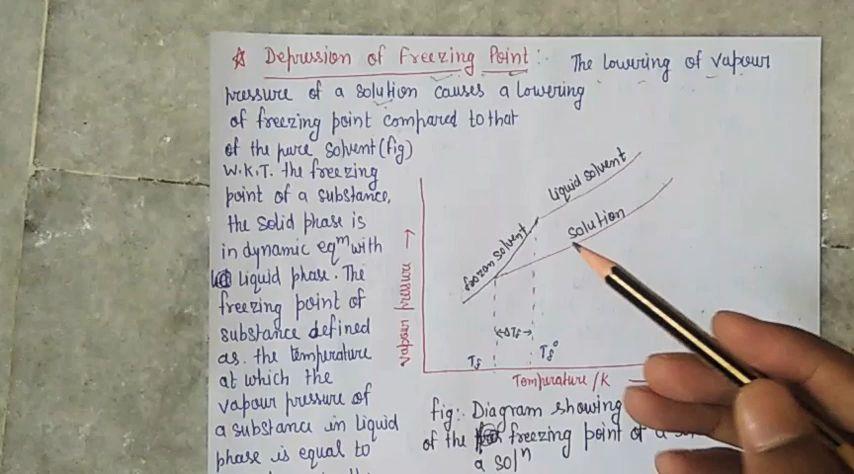 ☆ Depression of Freezing Point:- The lowering of vapour
pressure of a solution causes a lowering
of freezing point compared to that
of the pure solvent (fig)
W.K.T. the freezing
point of a substance,
the solid phase is
in dynamic eqᵐ with
liquid phase. The
freezing point of
substance defined
as. the temperature
at which the
vapour pressure of
a substance in liquid
phase is equal to
Vapour pressure →
frozen solvent
Liquid solvent
Solution
←ΔTf→
Tf
Tf°
Temperature/K —
fig:. Diagram showing
of the freezing point of a
a solⁿ